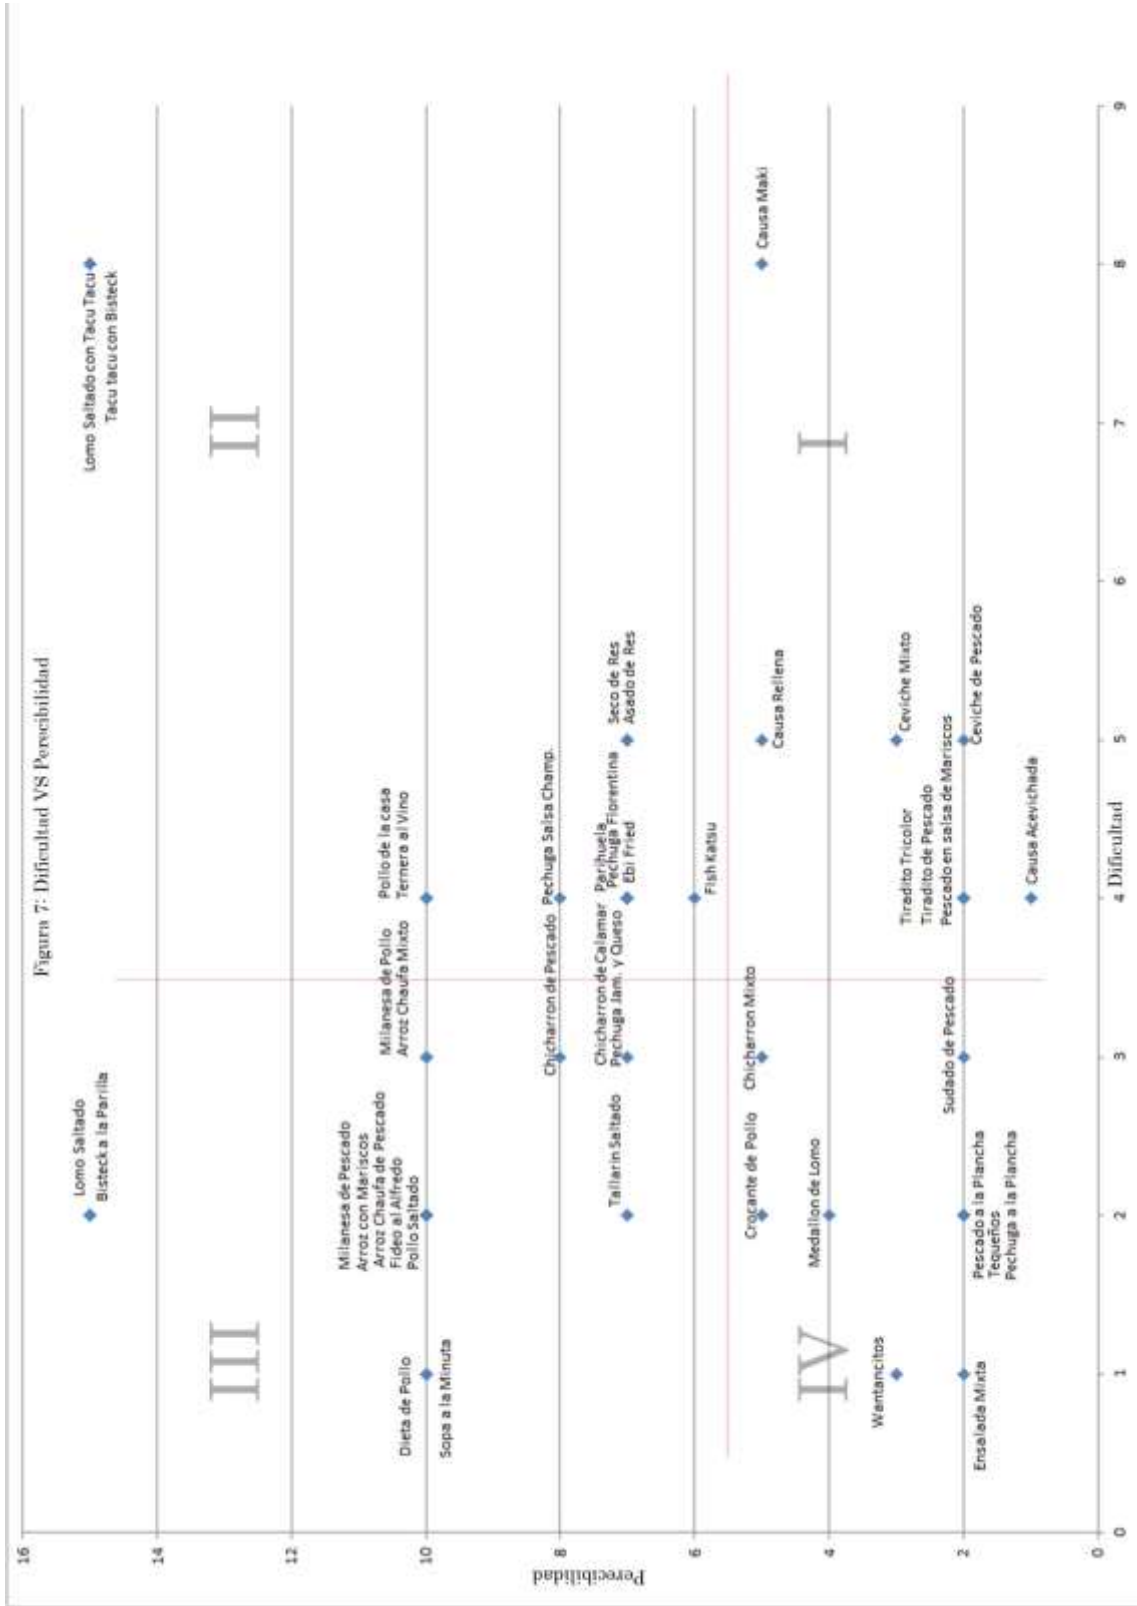 Figura 7: Dificultad VS Perecibilidad
16
14
12
10
8
6
4
2
0
Perecibilidad
Lomo Saltado
Bisteck a la Parilla
Lomo Saltado con Tacu Tacu
Tacu tacu con Bisteck
III
II
Milanesa de Pescado
Arroz con Mariscos
Arroz Chaufa de Pescado
Fideo al Alfredo
Pollo Saltado
Milanesa de Pollo
Arroz Chaufa Mixto
Pollo de la casa
Ternera al Vino
Dieta de Pollo
Sopa a la Minuta
Chicharron de Pescado
Pechuga Salsa Champ.
Tallarin Saltado
Chicharron de Calamar
Pechuga Jam. y Queso
Parihuela
Pechuga Florentina
Ebi Fried
Seco de Res
Asado de Res
Fish Katsu
Crocante de Pollo
Chicharron Mixto
Causa Rellena
Causa Maki
Medallon de Lomo
IV
I
Wantancitos
Ceviche Mixto
Tiradito Tricolor
Tiradito de Pescado
Pescado en salsa de Mariscos
Sudado de Pescado
Ensalada Mixta
Pescado a la Plancha
Tequeños
Pechuga a la Plancha
Ceviche de Pescado
Causa Acevichada
0
1
2
3
4
5
6
7
8
9
Dificultad